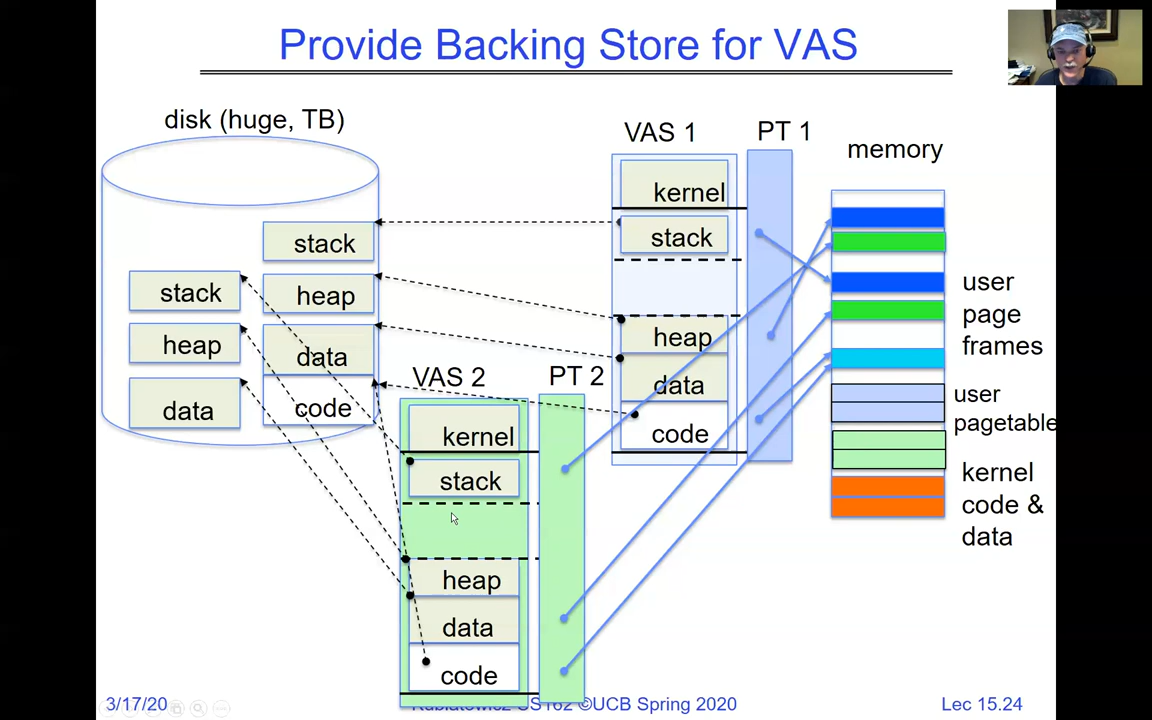 Provide Backing Store for VAS
disk (huge, TB)
stack
heap
data
code
stack
heap
data
VAS 1
PT 1
kernel
stack
heap
data
code
VAS 2
PT 2
kernel
stack
heap
data
code
memory
user
page
frames
user
pagetable
kernel
code &
data
3/17/20
Kubiatowicz CS162 ©UCB Spring 2020
Lec 15.24